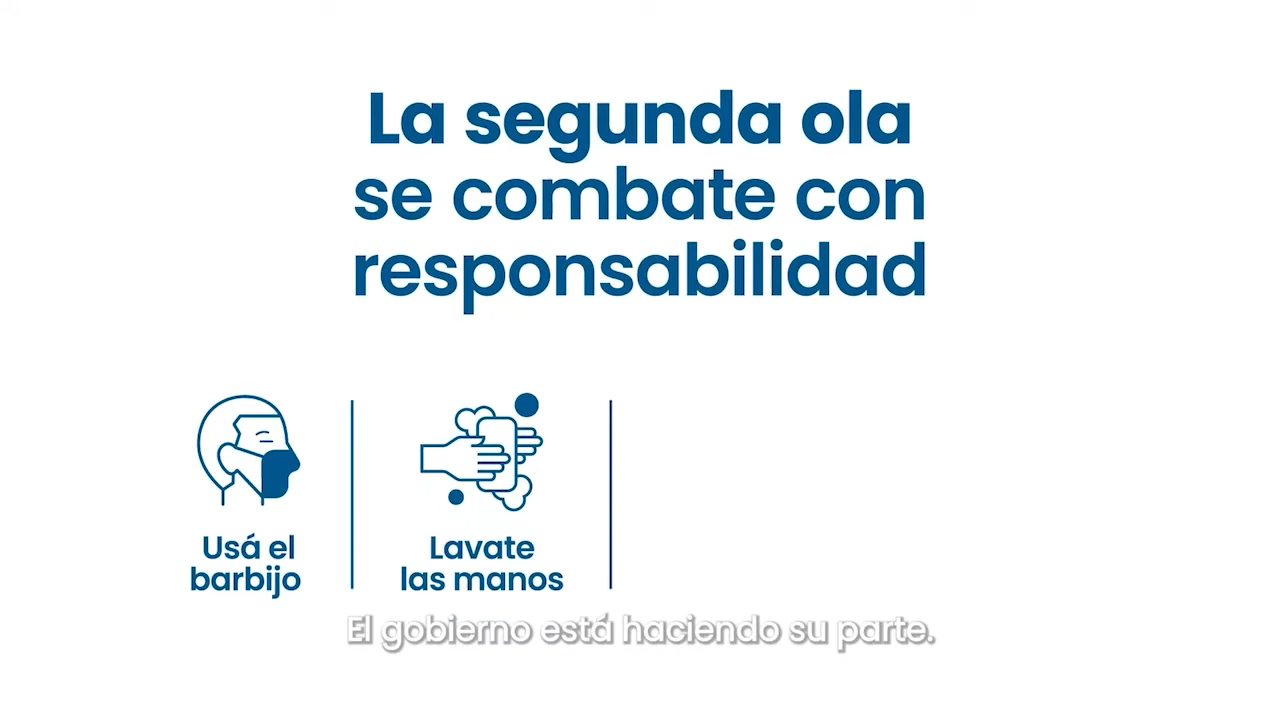 La segunda ola
se combate con
responsabilidad
Usá el
barbijo
Lavate
las manos
El gobierno está haciendo su parte.